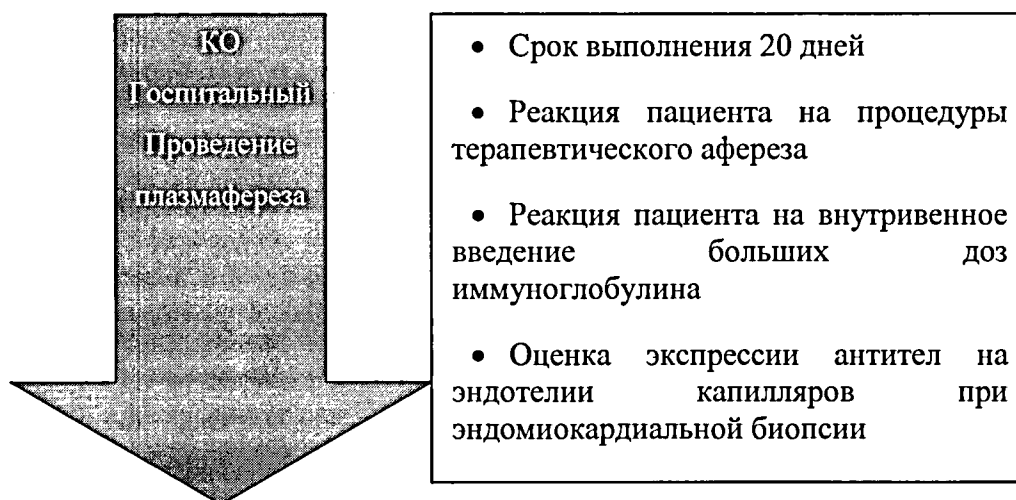 КО
Госпитальный
Проведение
плазмафереза
• Срок выполнения 20 дней
• Реакция пациента на процедуры
терапевтического афереза
• Реакция пациента на внутривенное
введение больших доз
иммуноглобулина
• Оценка экспрессии антител на
эндотелии капилляров при
эндомиокардиальной биопсии